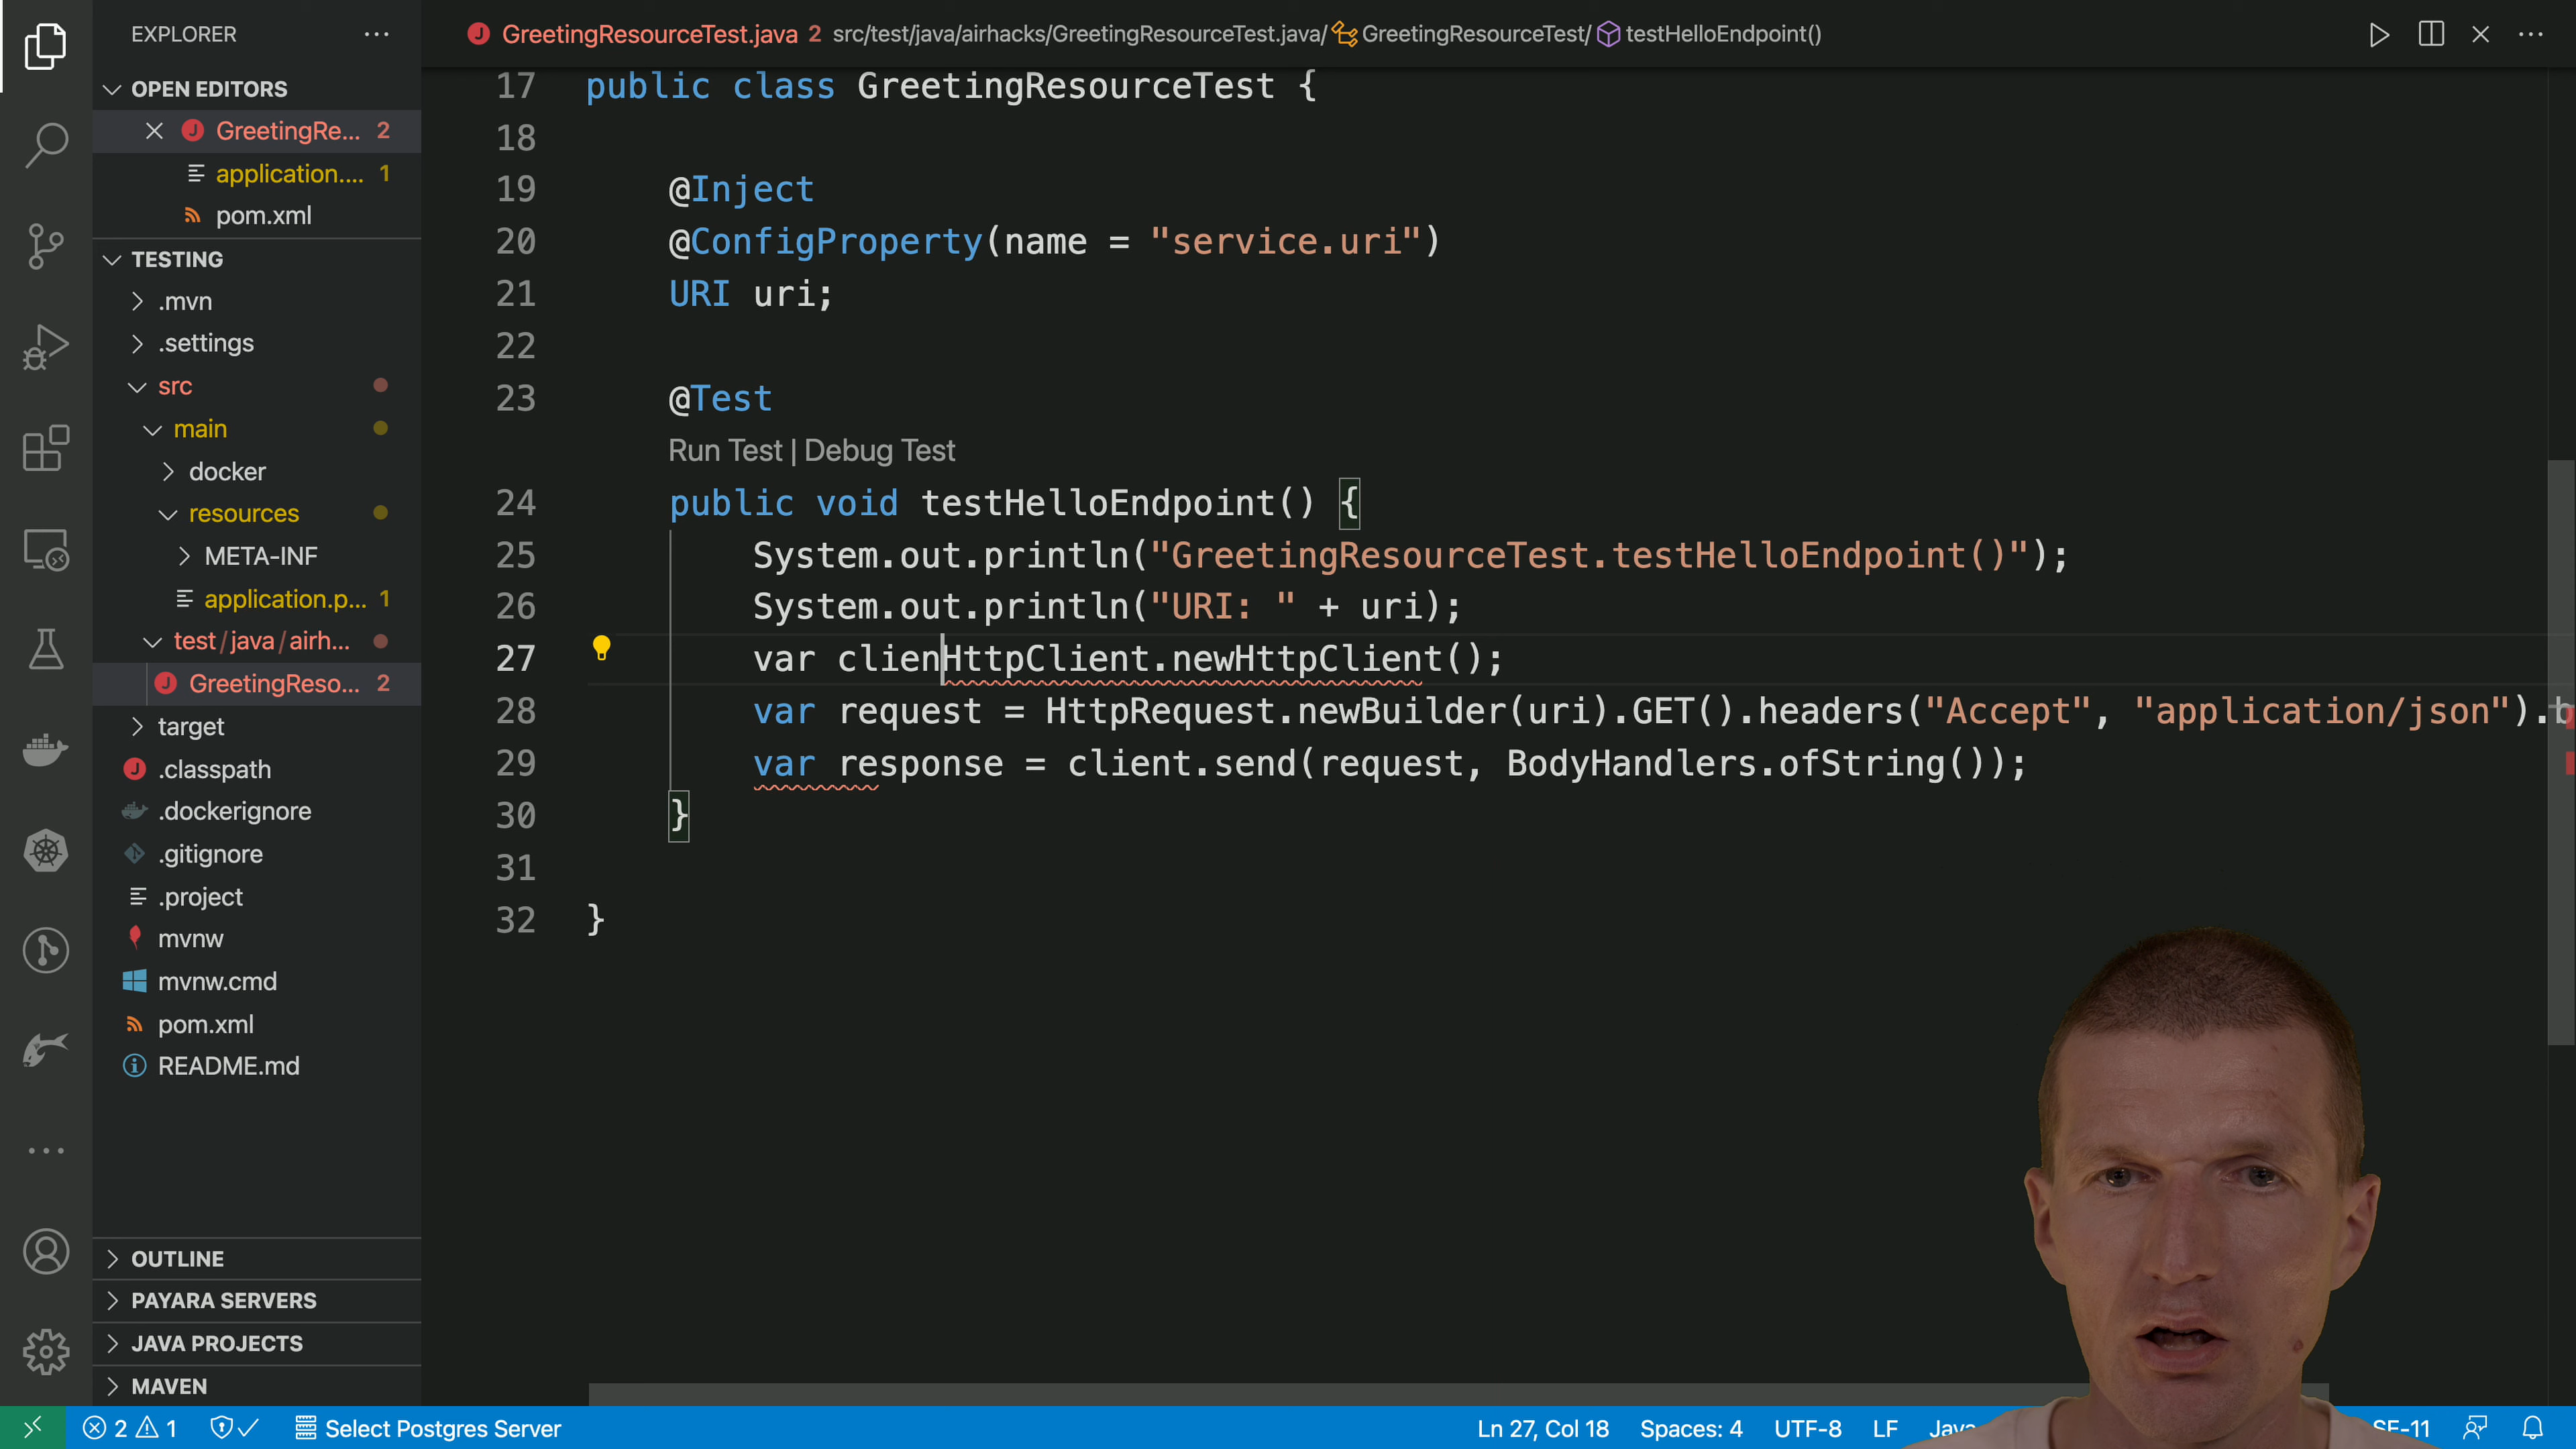 EXPLORER
OPEN EDITORS
GreetingRe... 2
application.... 1
pom.xml
TESTING
.mvn
.settings
src
main
docker
resources
META-INF
application.p... 1
test/java/airh...
GreetingReso... 2
target
.classpath
.dockerignore
.gitignore
.project
mvnw
mvnw.cmd
pom.xml
README.md
OUTLINE
PAYARA SERVERS
JAVA PROJECTS
MAVEN
GreetingResourceTest.java 2 src/test/java/airhacks/GreetingResourceTest.java/ GreetingResourceTest/ testHelloEndpoint()
17 public class GreetingResourceTest {
18
19 @Inject
20 @ConfigProperty(name = "service.uri")
21 URI uri;
22
23 @Test
Run Test | Debug Test
24 public void testHelloEndpoint() {
25 System.out.println("GreetingResourceTest.testHelloEndpoint()");
26 System.out.println("URI: " + uri);
27 var clienHttpClient.newHttpClient();
28 var request = HttpRequest.newBuilder(uri).GET().headers("Accept", "application/json").b
29 var response = client.send(request, BodyHandlers.ofString());
30 }
31
32 }
2 1 Select Postgres Server Ln 27, Col 18 Spaces: 4 UTF-8 LF Java SE-11